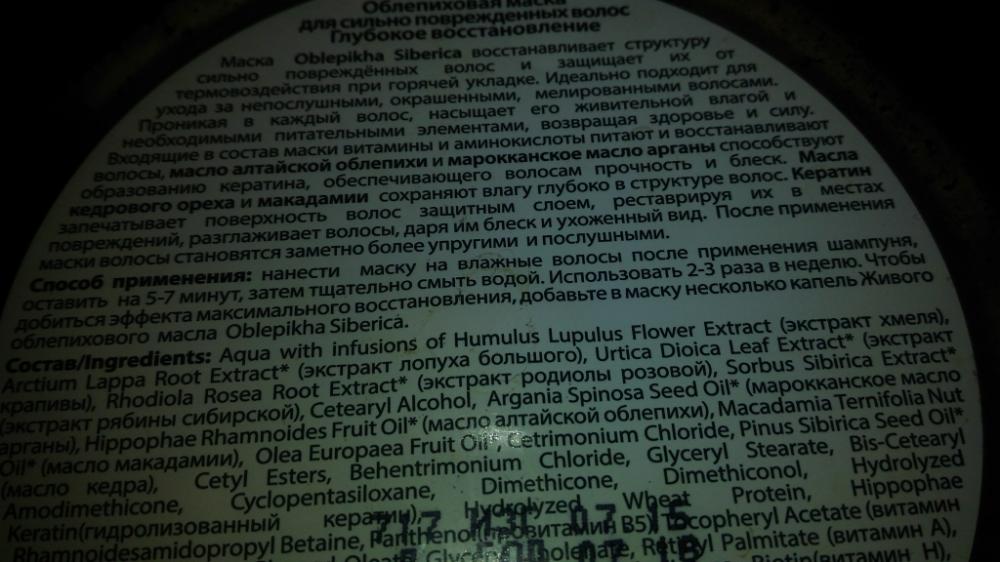 Облепиховая маска
для сильно повреждённых волос
Глубокое восстановление
Маска Oblepikha Siberica восстанавливает структуру
сильно повреждённых волос и защищает их от
термовоздействия при горячей укладке. Идеально подходит для
ухода за непослушными, окрашенными, мелированными волосами.
Проникая в каждый волос, насыщает его живительной влагой и
необходимыми питательными элементами, возвращая здоровье и силу.
Входящие в состав маски витамины и аминокислоты питают и восстанавливают
волосы, масло алтайской облепихи и марокканское масло арганы способствуют
образованию кератина, обеспечивающего волосам прочность и блеск. Масла
кедрового ореха и макадамии сохраняют влагу глубоко в структуре волос. Кератин
запечатывает поверхность волос защитным слоем, реставрируя их в местах
повреждений, разглаживает волосы, даря им блеск и ухоженный вид. После применения
маски волосы становятся заметно более упругими и послушными.
Способ применения: нанести маску на влажные волосы после применения шампуня,
оставить на 5-7 минут, затем тщательно смыть водой. Использовать 2-3 раза в неделю. Чтобы
добиться эффекта максимального восстановления, добавьте в маску несколько капель Живого
облепихового масла Oblepikha Siberica.
Состав/Ingredients: Aqua with infusions of Humulus Lupulus Flower Extract (экстракт хмеля),
Arctium Lappa Root Extract* (экстракт лопуха большого), Urtica Dioica Leaf Extract* (экстракт
крапивы), Rhodiola Rosea Root Extract* (экстракт родиолы розовой), Sorbus Sibirica Extract*
(экстракт рябины сибирской), Cetearyl Alcohol, Argania Spinosa Seed Oil* (марокканское масло
арганы), Hippophae Rhamnoides Fruit Oil* (масло алтайской облепихи), Macadamia Ternifolia Nut
Oil* (масло макадамии), Olea Europaea Fruit Oil*, Cetrimonium Chloride, Pinus Sibirica Seed Oil*
(масло кедра), Cetyl Esters, Behentrimonium Chloride, Glyceryl Stearate, Bis-Cetearyl
Amodimethicone, Cyclopentasiloxane, Dimethicone, Dimethiconol, Hydrolyzed
Keratin(гидролизованный кератин), Hydrolyzed Wheat Protein, Hippophae
Rhamnoidesamidopropyl Betaine, Panthenol(провитамин B5), Tocopheryl Acetate (витамин
Retinyl Palmitate (витамин А),
Biotin(витамин H),
717 ИЗГ 07 15
07 18